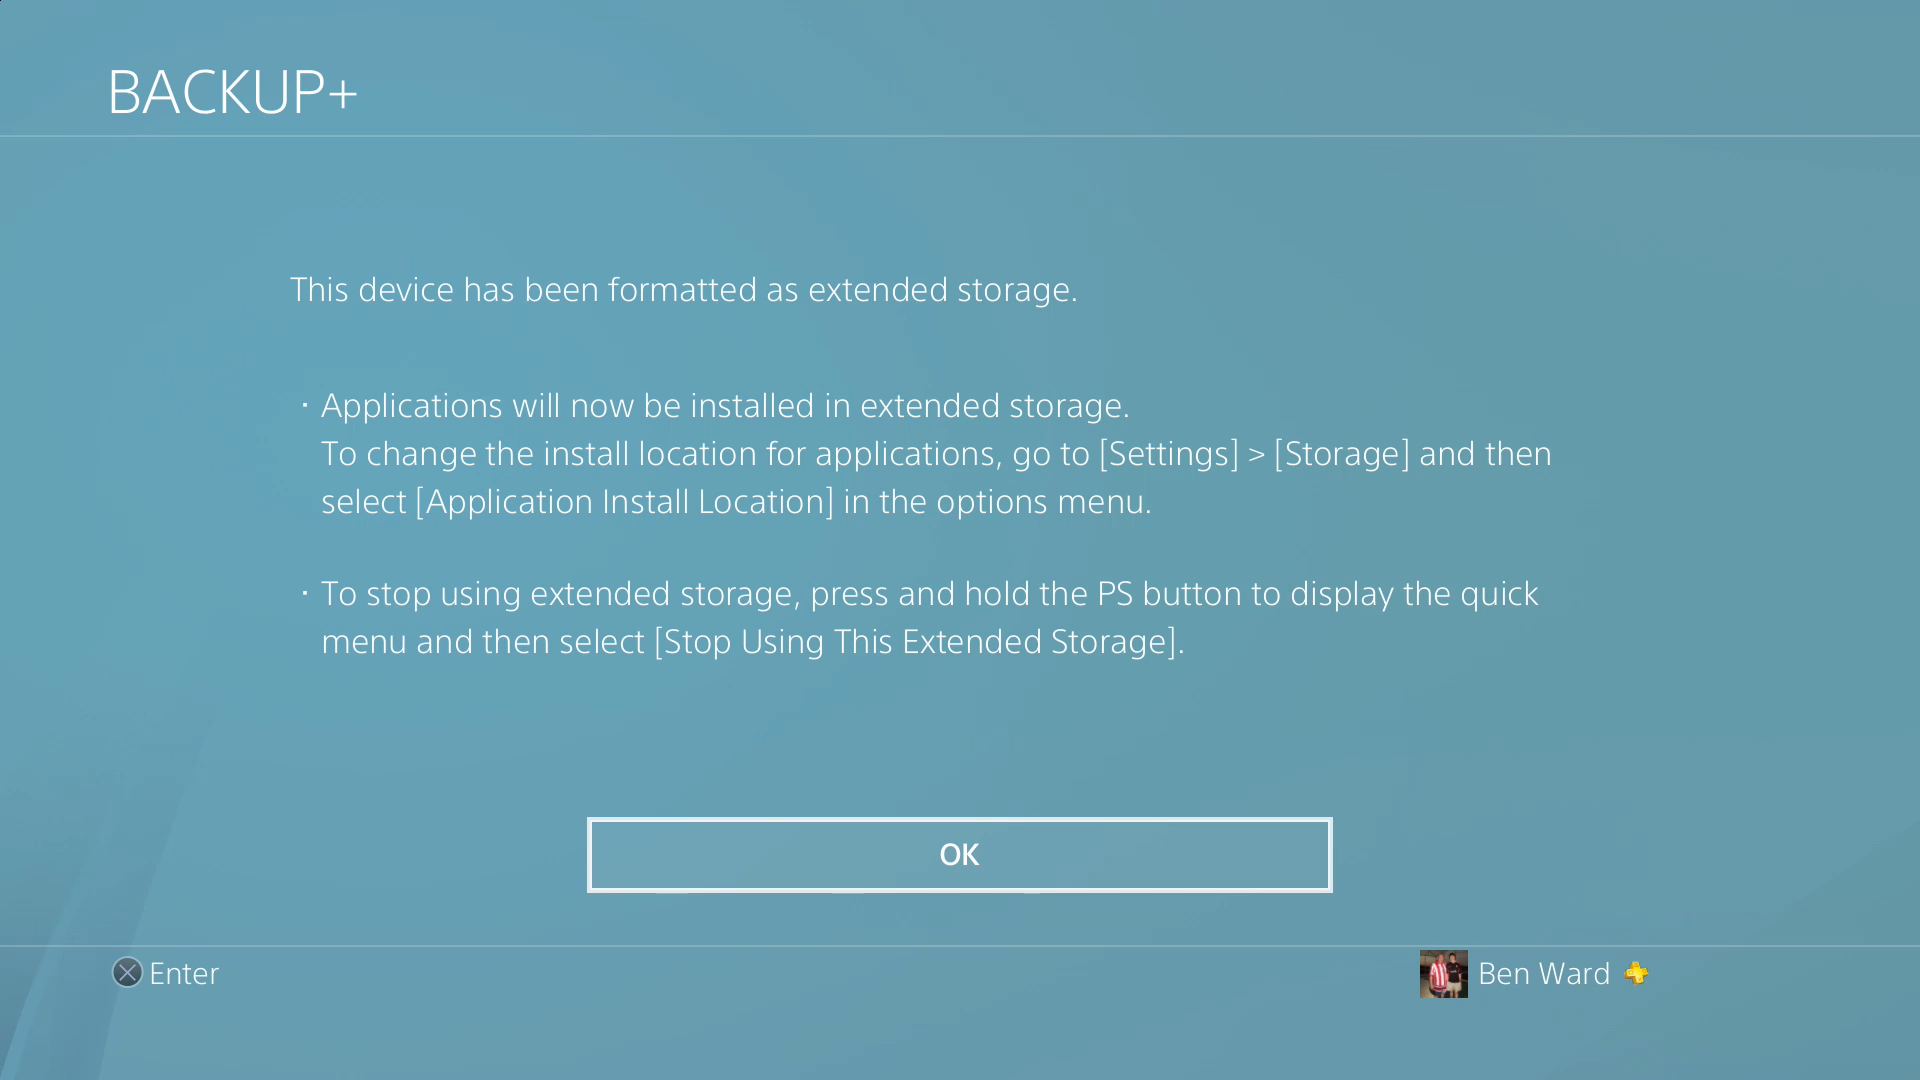 BACKUP+
This device has been formatted as extended storage.
· Applications will now be installed in extended storage.
To change the install location for applications, go to [Settings] > [Storage] and then
select [Application Install Location] in the options menu.
· To stop using extended storage, press and hold the PS button to display the quick
menu and then select [Stop Using This Extended Storage].
OK
Enter
Ben Ward